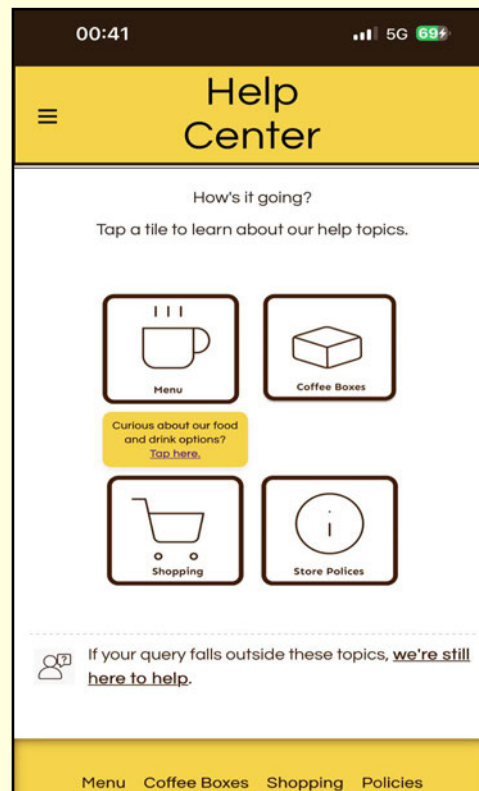 00:41
5G 69
Help
Center
How's it going?
Tap a tile to learn about our help topics.
Menu
Coffee Boxes
Curious about our food
and drink options?
Tap here.
i
Shopping
Store Polices
If your query falls outside these topics, we're still
here to help.
Menu Coffee Boxes Shopping Policies